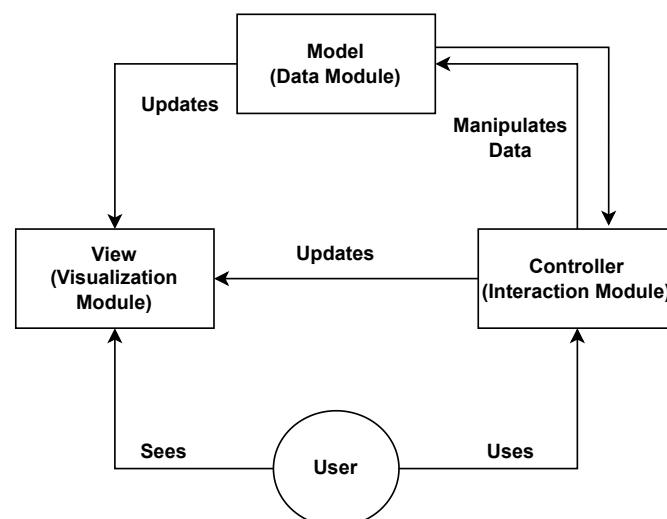 Model
(Data Module)
Updates
Manipulates
Data
View
(Visualization
Module)
Updates
Controller
(Interaction Module)
Sees
User
Uses